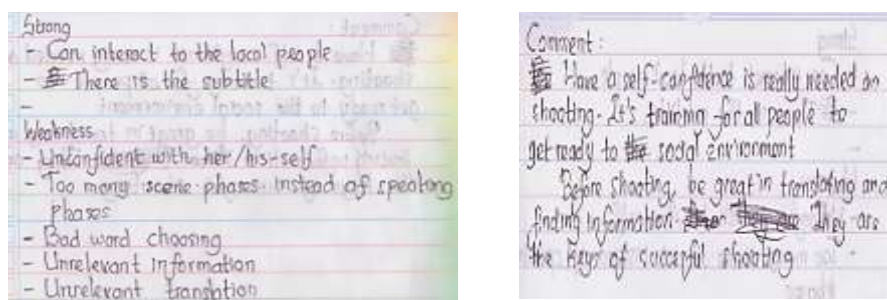 Strong
- Can interact to the local people
- There is the subtitle
-
Weakness
- Unconfident with her/his-self
- Too many scene phases instead of speaking
phases
- Bad word choosing
- Unrelevant information
- Unrelevant translation
Comment :
Have a self-confidence is really needed on
shooting. It's training for all people to
get ready to social environment
Before shooting, be great in translating and
finding information. They are
the keys of succesful shooting